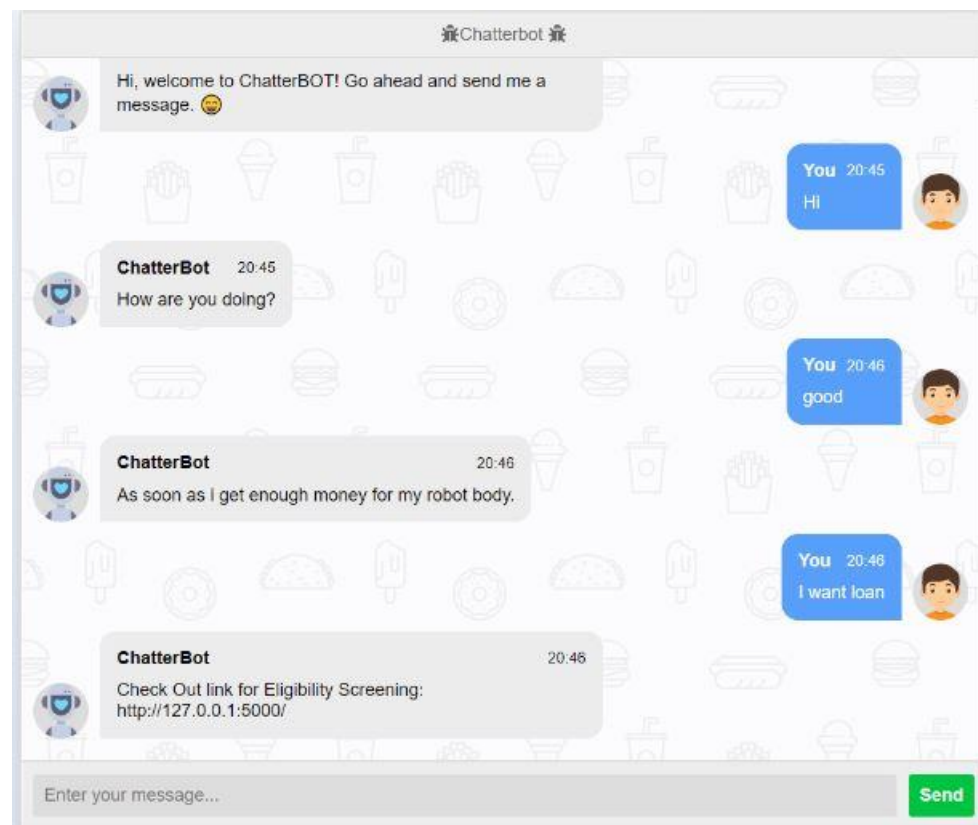 Chatterbot
Hi, welcome to ChatterBOT! Go ahead and send me a
message.
You 20:45
Hi
ChatterBot 20:45
How are you doing?
You 20:46
good
ChatterBot 20:46
As soon as I get enough money for my robot body.
You 20:46
I want loan
ChatterBot 20:46
Check Out link for Eligibility Screening:
http://127.0.0.1:5000/
Enter your message...
Send